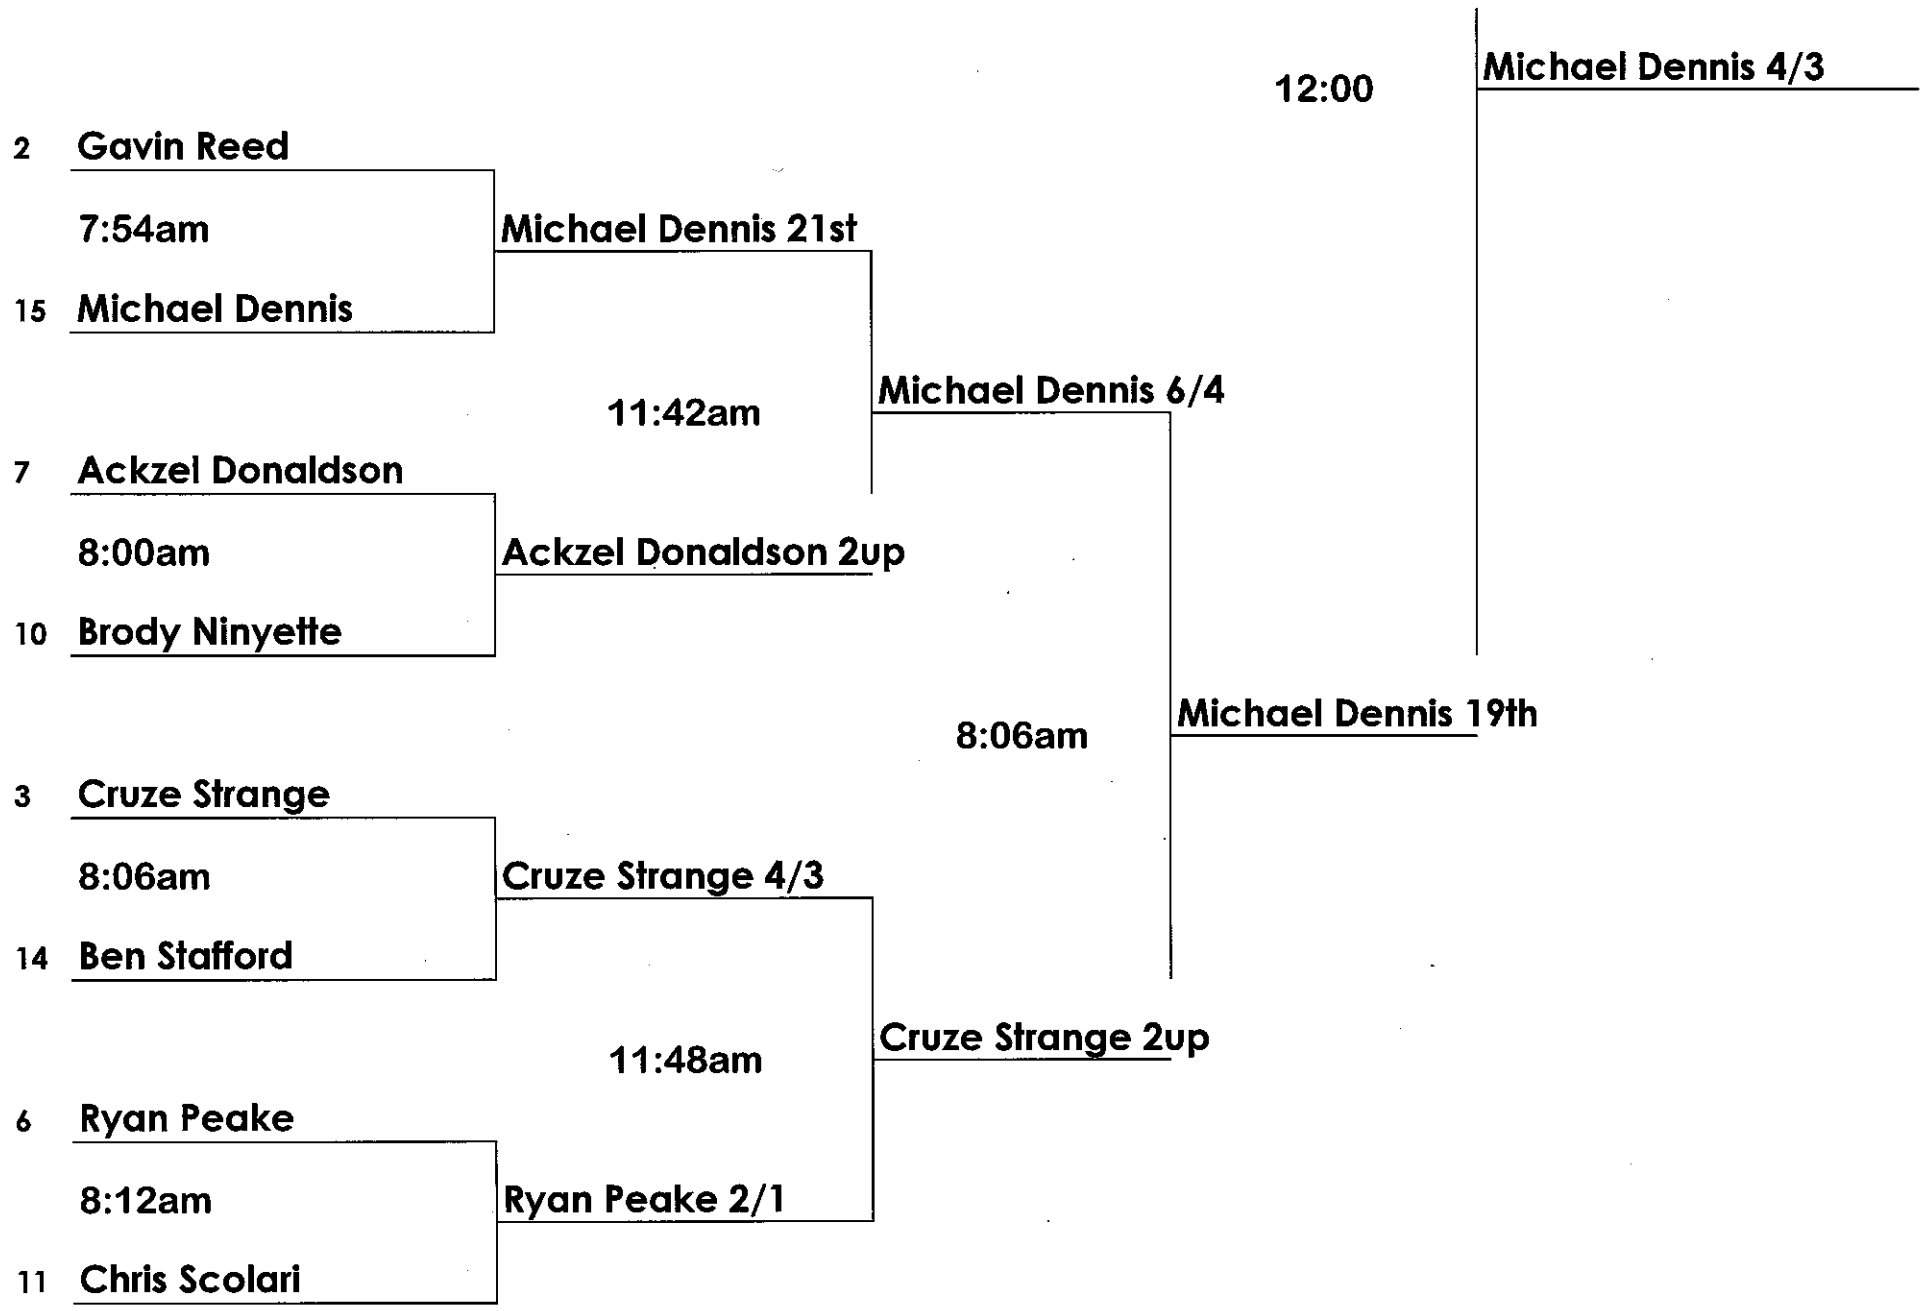 Michael Dennis 4/3
12:00
2 Gavin Reed
7:54am
Michael Dennis 21st
15 Michael Dennis
11:42am
Michael Dennis 6/4
7 Ackzel Donaldson
8:00am
Ackzel Donaldson 2up
10 Brody Ninyette
8:06am
Michael Dennis 19th
3 Cruze Strange
8:06am
Cruze Strange 4/3
14 Ben Stafford
11:48am
Cruze Strange 2up
6 Ryan Peake
8:12am
Ryan Peake 2/1
11 Chris Scolari